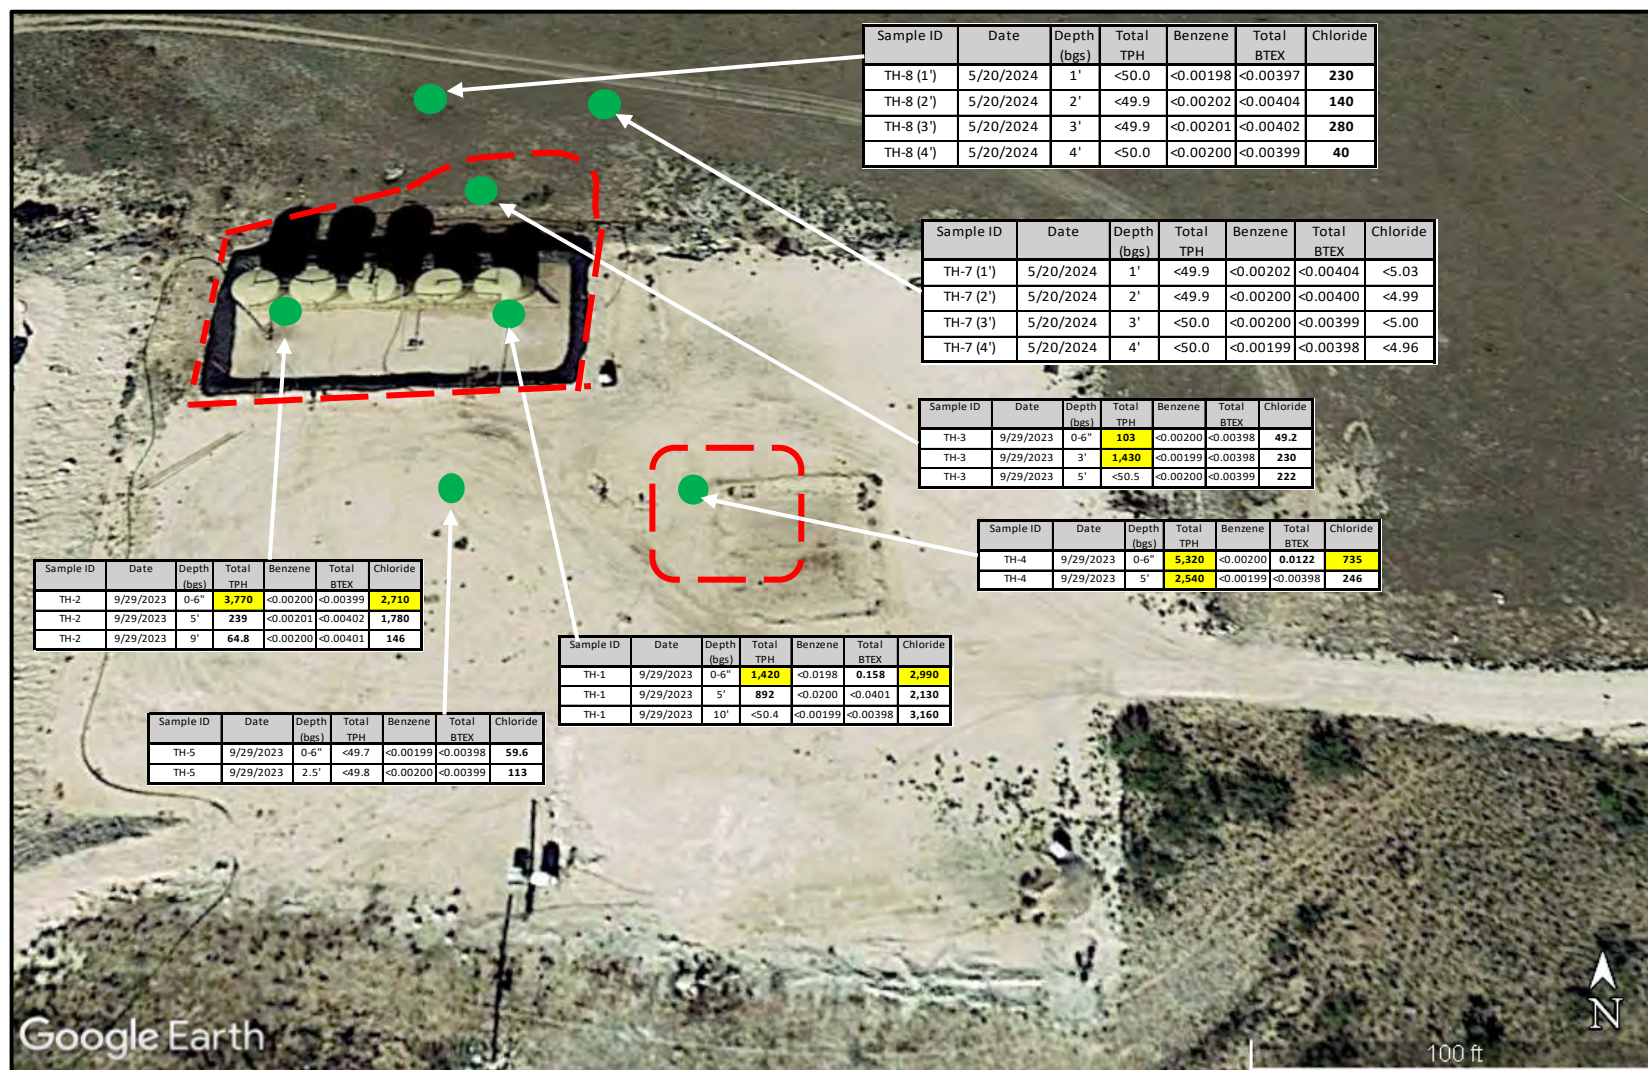 Sample ID Date Depth (bgs) Total TPH Benzene Total BTEX Chloride
TH-8 (1') 5/20/2024 1' <50.0 <0.00198 <0.00397 230
TH-8 (2') 5/20/2024 2' <49.9 <0.00202 <0.00404 140
TH-8 (3') 5/20/2024 3' <49.9 <0.00201 <0.00402 280
TH-8 (4') 5/20/2024 4' <50.0 <0.00200 <0.00399 40
Sample ID Date Depth (bgs) Total TPH Benzene Total BTEX Chloride
TH-7 (1') 5/20/2024 1' <49.9 <0.00202 <0.00404 <5.03
TH-7 (2') 5/20/2024 2' <49.9 <0.00200 <0.00400 <4.99
TH-7 (3') 5/20/2024 3' <50.0 <0.00200 <0.00399 <5.00
TH-7 (4') 5/20/2024 4' <50.0 <0.00199 <0.00398 <4.96
Sample ID Date Depth (bgs) Total TPH Benzene Total BTEX Chloride
TH-3 9/29/2023 0-6" 103 <0.00200 <0.00398 49.2
TH-3 9/29/2023 3' 1,430 <0.00199 <0.00398 230
TH-3 9/29/2023 5' <50.5 <0.00200 <0.00399 222
Sample ID Date Depth (bgs) Total TPH Benzene Total BTEX Chloride
TH-4 9/29/2023 0-6" 5,320 <0.00200 0.0122 735
TH-4 9/29/2023 5' 2,540 <0.00199 <0.00398 246
Sample ID Date Depth (bgs) Total TPH Benzene Total BTEX Chloride
TH-2 9/29/2023 0-6" 3,770 <0.00200 <0.00399 2,710
TH-2 9/29/2023 5' 239 <0.00201 <0.00402 1,780
TH-2 9/29/2023 9' 64.8 <0.00200 <0.00401 146
Sample ID Date Depth (bgs) Total TPH Benzene Total BTEX Chloride
TH-1 9/29/2023 0-6" 1,420 <0.0198 0.158 2,990
TH-1 9/29/2023 5' 892 <0.0200 <0.0401 2,130
TH-1 9/29/2023 10' <50.4 <0.00199 <0.00398 3,160
Sample ID Date Depth (bgs) Total TPH Benzene Total BTEX Chloride
TH-5 9/29/2023 0-6" <49.7 <0.00199 <0.00398 59.6
TH-5 9/29/2023 2.5' <49.8 <0.00200 <0.00399 113
Google Earth
N
100 ft